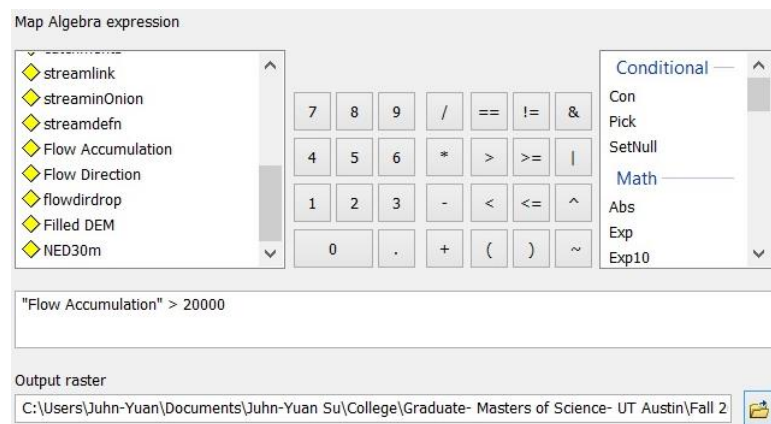 Map Algebra expression
streamlink
streaminOnion
streamdefn
Flow Accumulation
Flow Direction
flowdirdrop
Filled DEM
NED30m
7 8 9 / == != &
4 5 6 * > >= |
1 2 3 - < <= ^
0 . + ( ) ~
Conditional
Con
Pick
SetNull
Math
Abs
Exp
Exp10
"Flow Accumulation" > 20000
Output raster
C:\Users\Juhn-Yuan\Documents\Juhn-Yuan Su\College\Graduate- Masters of Science- UT Austin\Fall 2